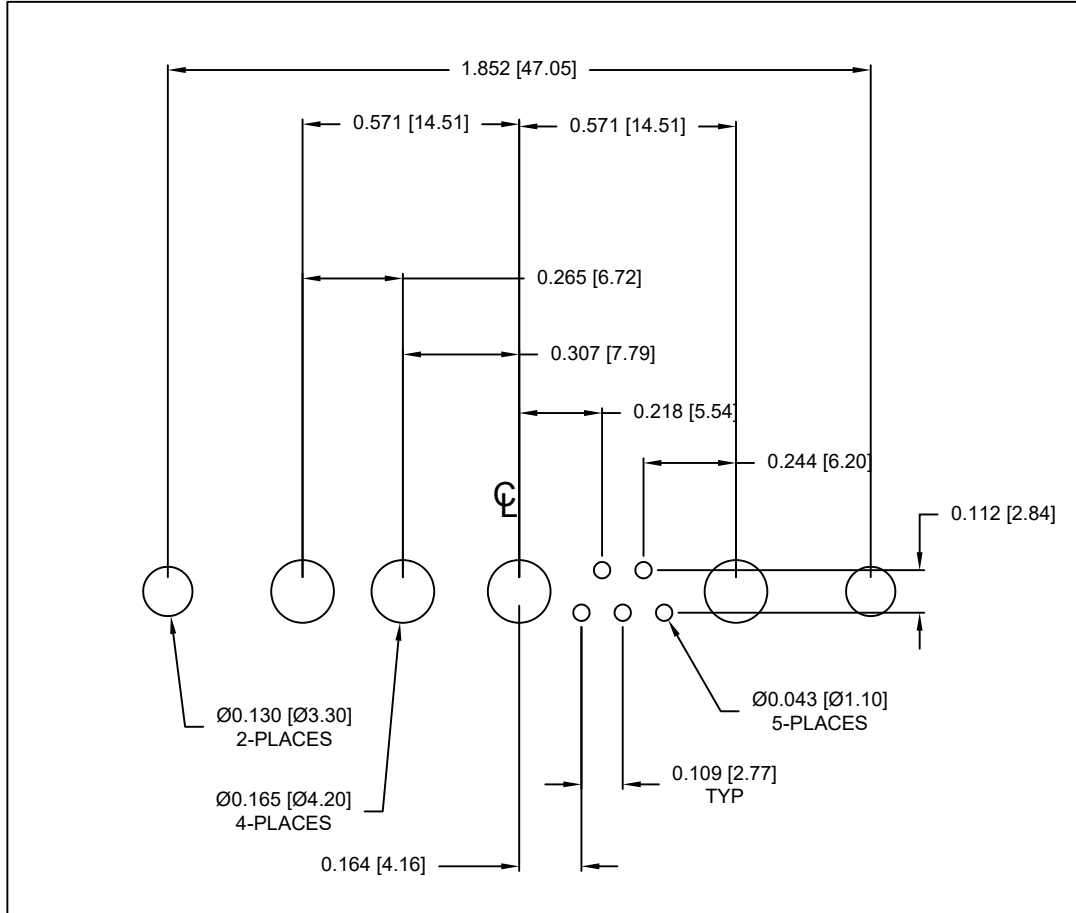 1.852 [47.05]
0.571 [14.51]
0.571 [14.51]
0.265 [6.72]
0.307 [7.79]
0.218 [5.54]
0.244 [6.20]
CL
0.112 [2.84]
Ø0.130 [Ø3.30]
2-PLACES
Ø0.043 [Ø1.10]
5-PLACES
0.109 [2.77]
TYP
Ø0.165 [Ø4.20]
4-PLACES
0.164 [4.16]